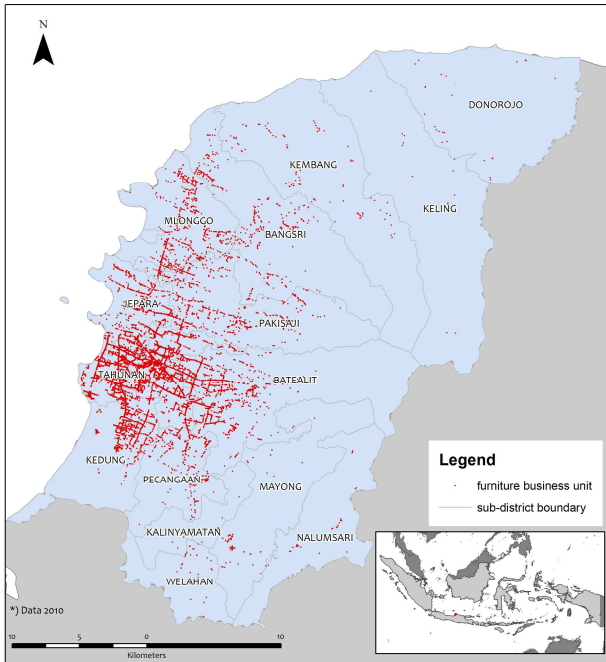 N
DONOROJO
KEMBANG
KELING
MLONGGO
BANGSRI
JEPARA
PAKISAJI
TAHUNAN
BATEALIT
KEDUNG
PECANGAAN
MAYONG
KALINYAMATAN
NALUMSARI
WELAHAN
Legend
furniture business unit
sub-district boundary
*) Data 2010
10 5 0 10
Kilometers